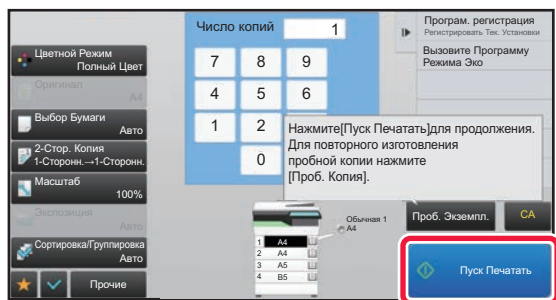 Число копий
1
Програм. регистрация
Регистрировать Тек. Установки
Вызовите Программу
Режима Эко
Цветной Режим
Полный Цвет
Оригинал
A4
Выбор Бумаги
Авто
2-Стор. Копия
1-Сторонн.→1-Сторонн.
Масштаб
100%
Экспозиция
Авто
Сортировка/Группировка
Авто
Прочие
7 8 9
4 5 6
1 2
0
Нажмите[Пуск Печатать]для продолжения.
Для повторного изготовления
пробной копии нажмите
[Проб. Копия].
Обычная 1
A4
1 A4
2 A4
3 A5
4 B5
Проб. Экземпл.
CA
Пуск Печатать